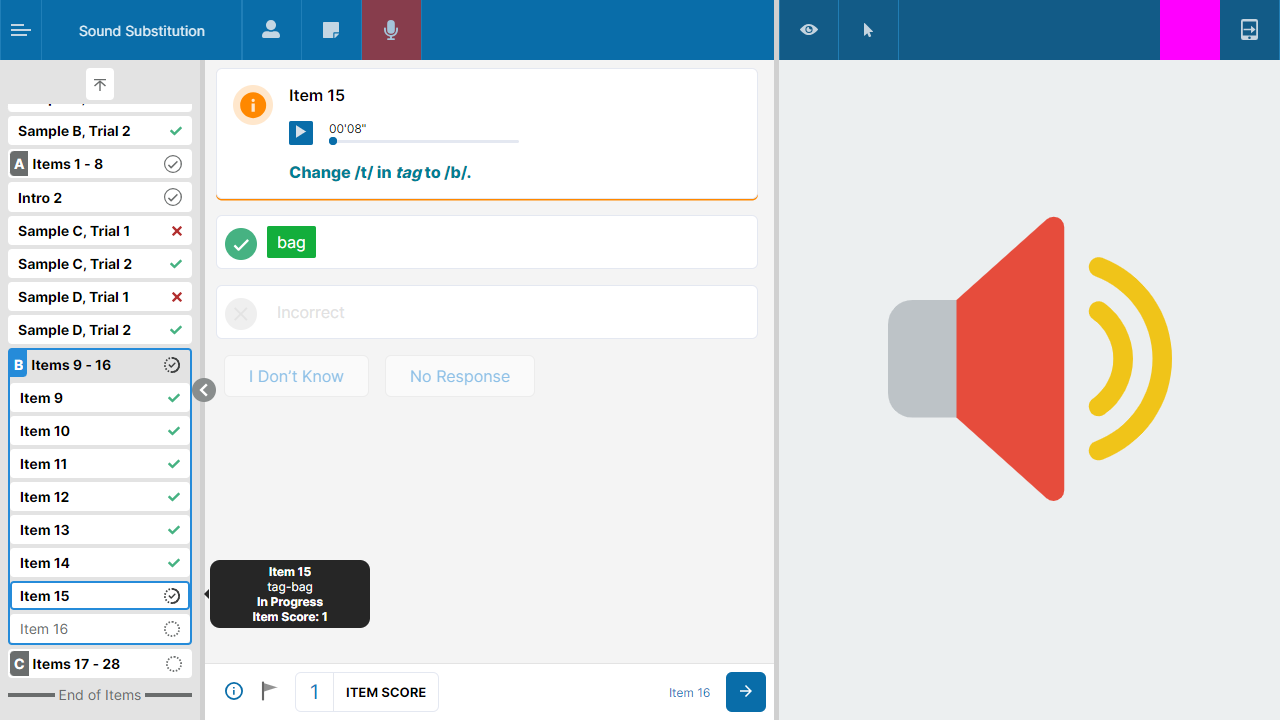 Sound Substitution
Sample B, Trial 2
A Items 1 - 8
Intro 2
Sample C, Trial 1
Sample C, Trial 2
Sample D, Trial 1
Sample D, Trial 2
B Items 9 - 16
Item 9
Item 10
Item 11
Item 12
Item 13
Item 14
Item 15
Item 16
C Items 17 - 28
End of Items
Item 15
00'08"
Change /t/ in tag to /b/.
bag
Incorrect
I Don’t Know
No Response
Item 15
tag-bag
In Progress
Item Score: 1
1 ITEM SCORE
Item 16